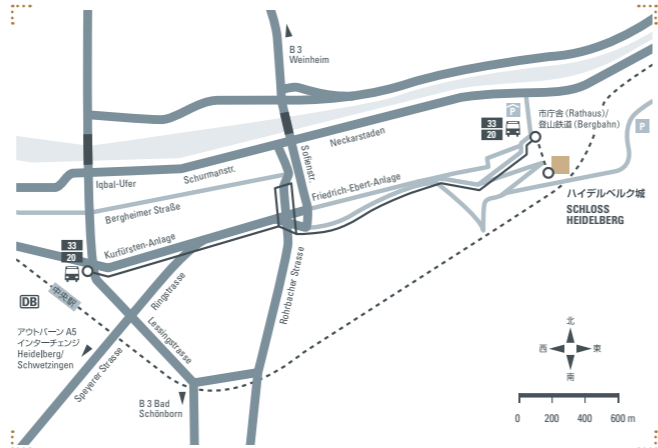 B 3
Weinheim
P
市庁舎(Rathaus)/
登山鉄道(Bergbahn)
33
20
P
Neckarstaden
Sofienstr.
Iqbal-Ufer
Schurmanstr.
Bergheimer Straße
Friedrich-Ebert-Anlage
ハイデルベルク城
SCHLOSS
HEIDELBERG
Kurfürsten-Anlage
33
20
DB
中央駅
Ringstrasse
Rohrbacher Strasse
アウトバーン A5
インターチェンジ
Heidelberg/
Schwetzingen
Speyerer Strasse
Lessingstrasse
B 3 Bad
Schönborn
北
西
東
南
0 200 400 600 m